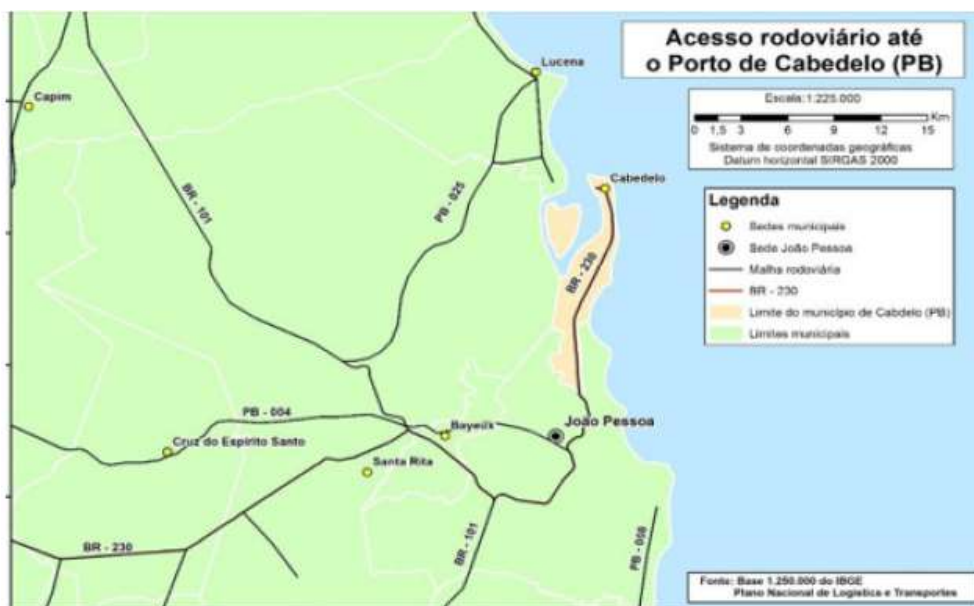 Acesso rodoviário até
o Porto de Cabedelo (PB)
Escala: 1:225.000
Km
0 1,5 3 6 9 12 15
Sistema de coordenadas geográficas
Datum horizontal SIRGAS 2000
Legenda
Sedes municipais
Sede João Pessoa
Malha rodoviária
BR - 230
Limite do município de Cabdelo (PB)
Limites municipais
Lucena
Capim
BR - 101
PB - 025
Cabedelo
BR - 230
PB - 004
Bayeux
João Pessoa
Cruz do Espírito Santo
Santa Rita
BR - 101
BR - 230
PB - 008
Fonte: Base 1.250.000 do IBGE
Plano Nacional de Logística e Transportes